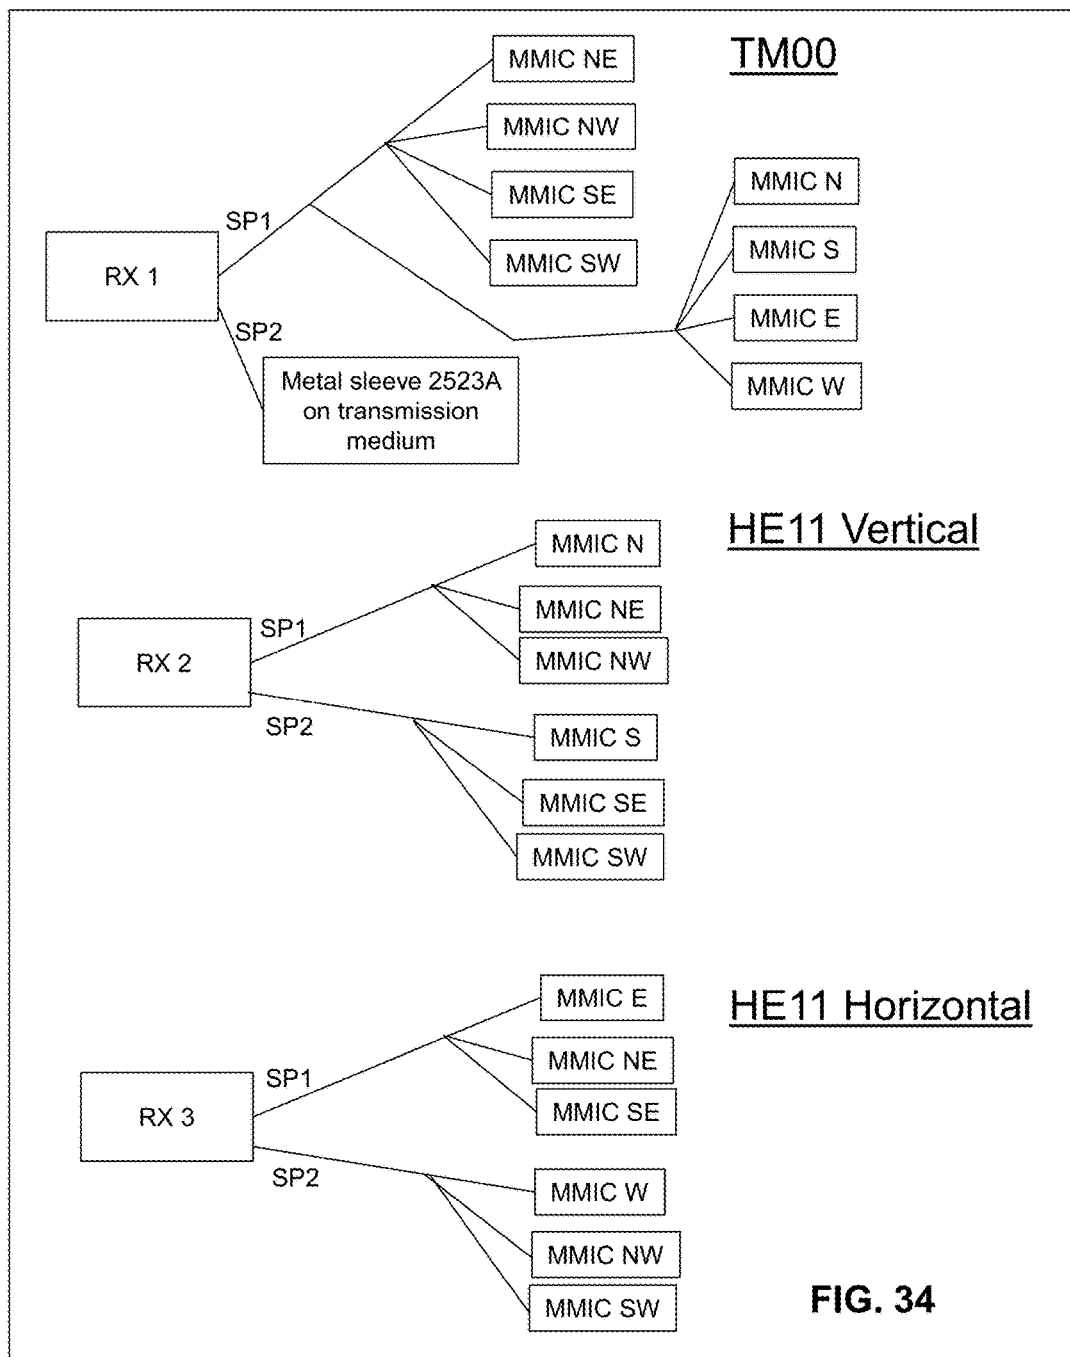 TM00
MMIC NE
MMIC NW
MMIC SE
MMIC SW
MMIC N
MMIC S
MMIC E
MMIC W
SP1
RX 1
SP2
Metal sleeve 2523A
on transmission
medium
HE11 Vertical
MMIC N
MMIC NE
MMIC NW
SP1
RX 2
SP2
MMIC S
MMIC SE
MMIC SW
HE11 Horizontal
MMIC E
MMIC NE
MMIC SE
SP1
RX 3
SP2
MMIC W
MMIC NW
MMIC SW
FIG. 34